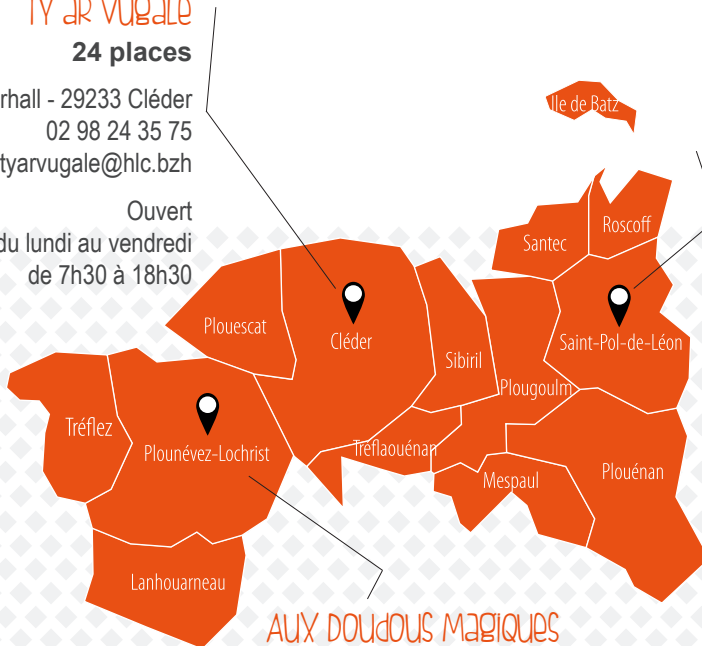 TY AR VUGALE
24 places
rhall - 29233 Cléder
02 98 24 35 75
tyarvugale@hlc.bzh
Ouvert
du lundi au vendredi
de 7h30 à 18h30
Ile de Batz
Roscoff
Santec
Plouescat
Cléder
Saint-Pol-de-Léon
Sibiril
Plougoulm
Tréflez
Plounévez-Lochrist
Tréflaouénan
Mespaul
Plouénan
Lanhouarneau
AUX DOUDOUS MAGIQUES